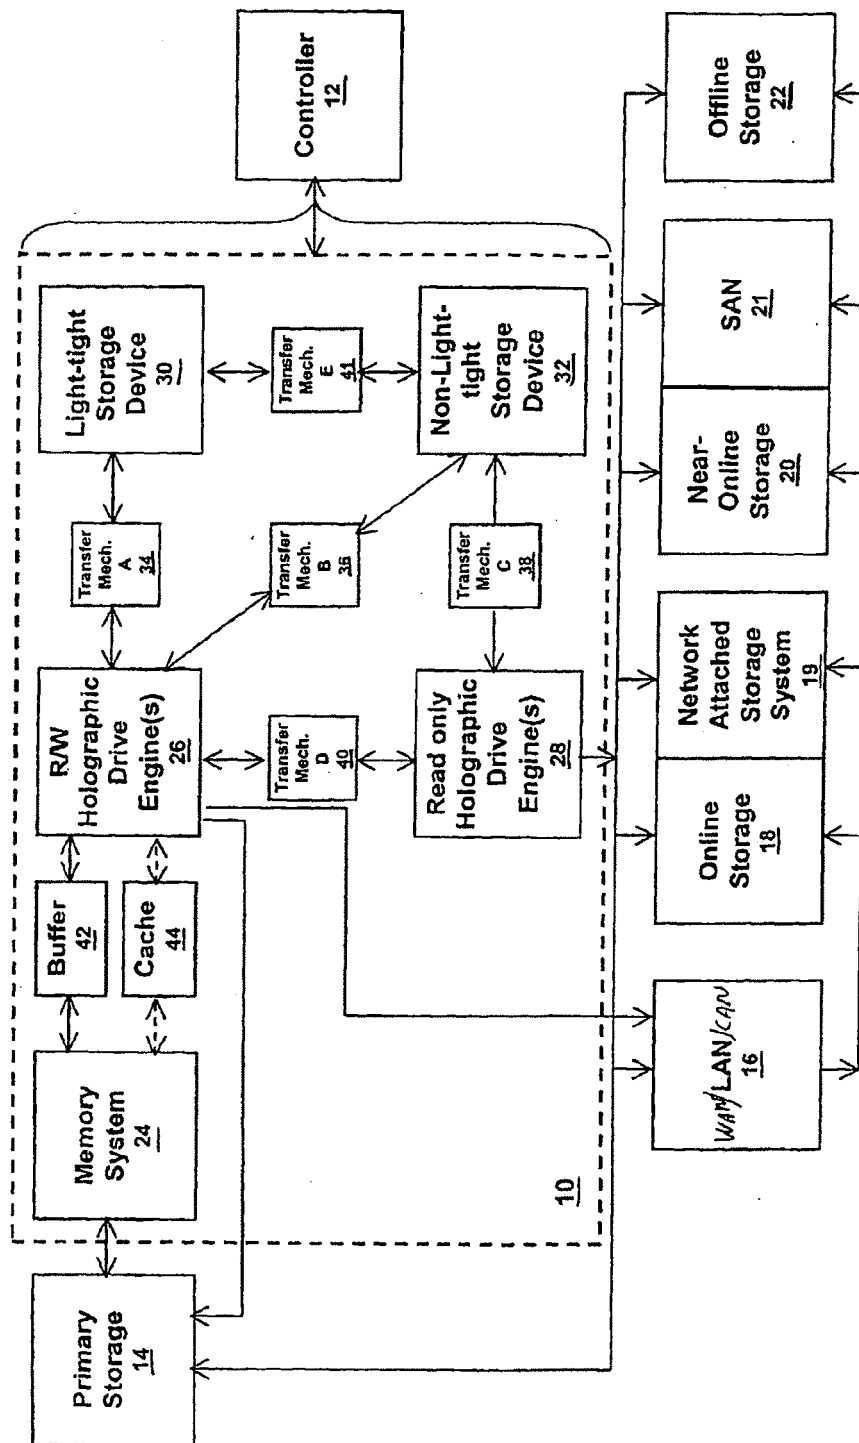 Primary
Storage
14
Memory
System
24
Buffer
42
Cache
44
R/W
Holographic
Drive
Engine(s)
26
Transfer
Mech.
A
34
Light-tight
Storage
Device
30
Transfer
Mech.
D
40
Transfer
Mech.
B
36
Transfer
Mech.
E
41
Read only
Holographic
Drive
Engine(s)
28
Transfer
Mech.
C
38
Non-Light-
tight
Storage
Device
32
10
Controller
12
WAN/LAN/CAN
16
Online
Storage
18
Network
Attached
Storage
System
19
Near-
Online
Storage
20
SAN
21
Offline
Storage
22